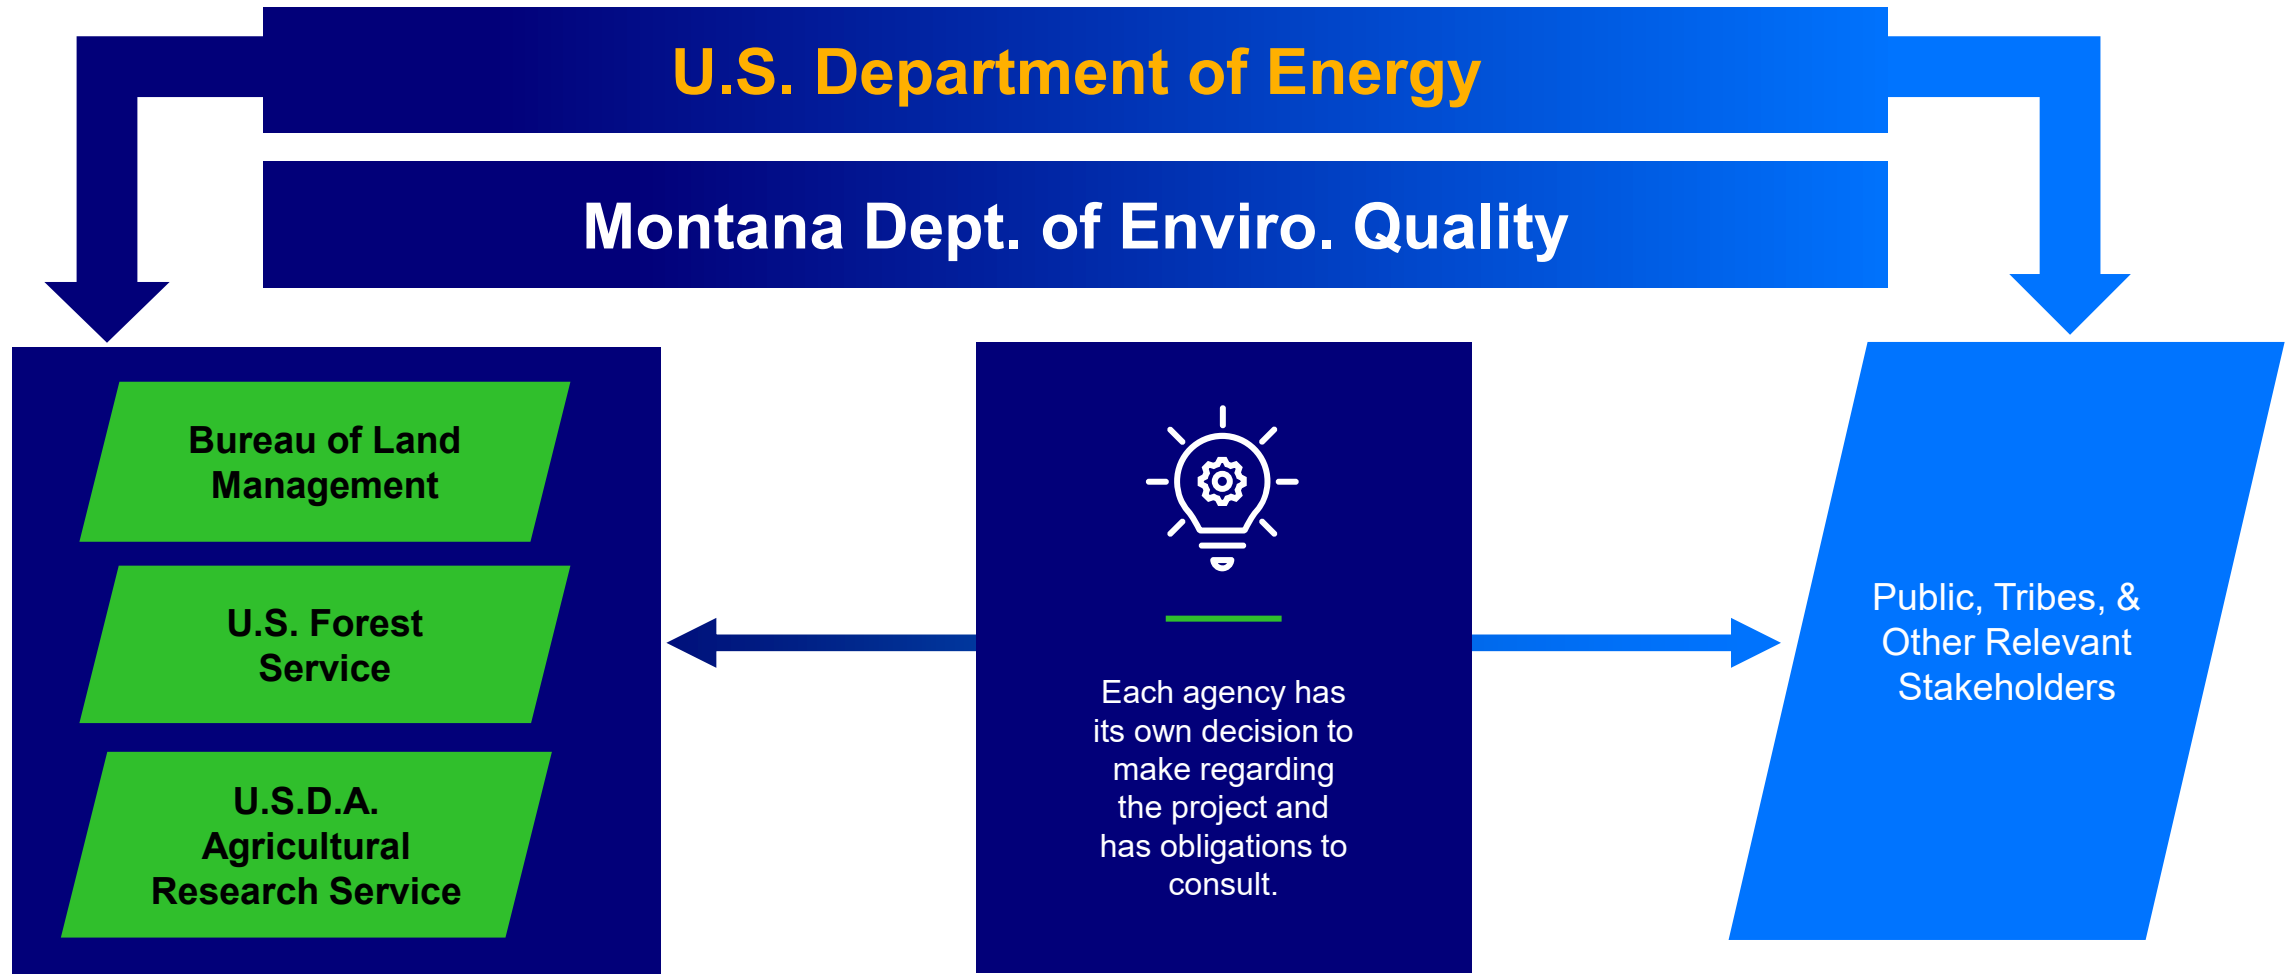 U.S. Department of Energy
Montana Dept. of Enviro. Quality
Bureau of Land
Management
U.S. Forest
Service
U.S.D.A.
Agricultural
Research Service
Each agency has
its own decision to
make regarding
the project and
has obligations to
consult.
Public, Tribes, &
Other Relevant
Stakeholders